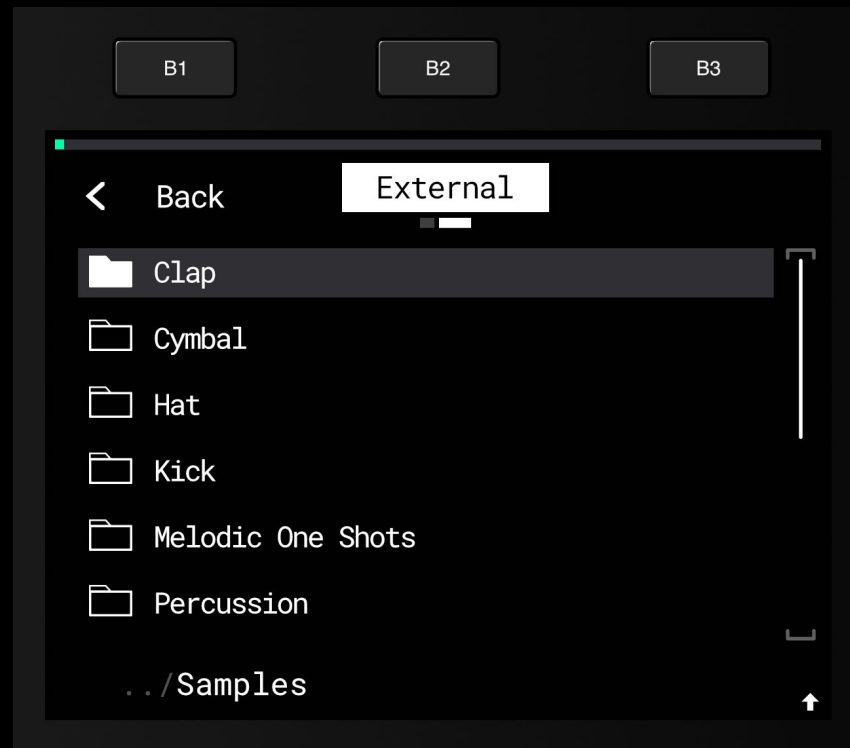 B1 B2 B3
Back External
Clap
Cymbal
Hat
Kick
Melodic One Shots
Percussion
../Samples